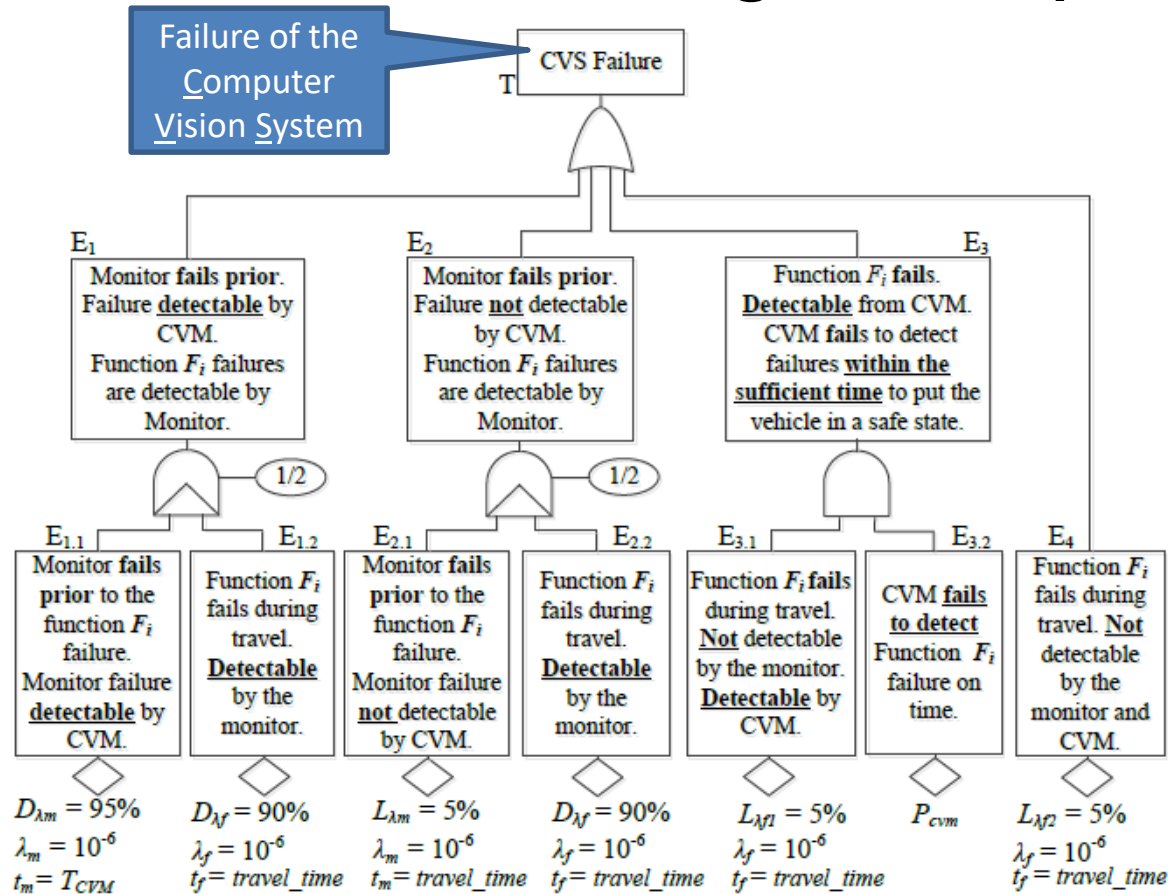 Failure of the
Computer
Vision System
CVS Failure
T
E1
Monitor fails prior.
Failure detectable by
CVM.
Function Fi failures
are detectable by
Monitor.
1/2
E2
Monitor fails prior.
Failure not detectable
by CVM.
Function Fi failures
are detectable by
Monitor.
1/2
E3
Function Fi fails.
Detectable from CVM.
CVM fails to detect
failures within the
sufficient time to put the
vehicle in a safe state.
E1.1
Monitor fails
prior to the
function Fi
failure.
Monitor failure
detectable by
CVM.
Dλm = 95%
λm = 10-6
tm= TCVM
E1.2
Function Fi
fails during
travel.
Detectable
by the
monitor.
Dλf = 90%
λf = 10-6
tf= travel_time
E2.1
Monitor fails
prior to the
function Fi
failure.
Monitor failure
not detectable
by CVM.
Lλm = 5%
λm = 10-6
tm= travel_time
E2.2
Function Fi
fails during
travel.
Detectable
by the
monitor.
Dλf = 90%
λf = 10-6
tf= travel_time
E3.1
Function Fi fails
during travel.
Not detectable
by the monitor.
Detectable by
CVM.
Lλf1 = 5%
λf = 10-6
tf= travel_time
E3.2
CVM fails
to detect
Function Fi
failure on
time.
Pcvm
E4
Function Fi
fails during
travel. Not
detectable
by the
monitor and
CVM.
Lλf2 = 5%
λf = 10-6
tf= travel_time